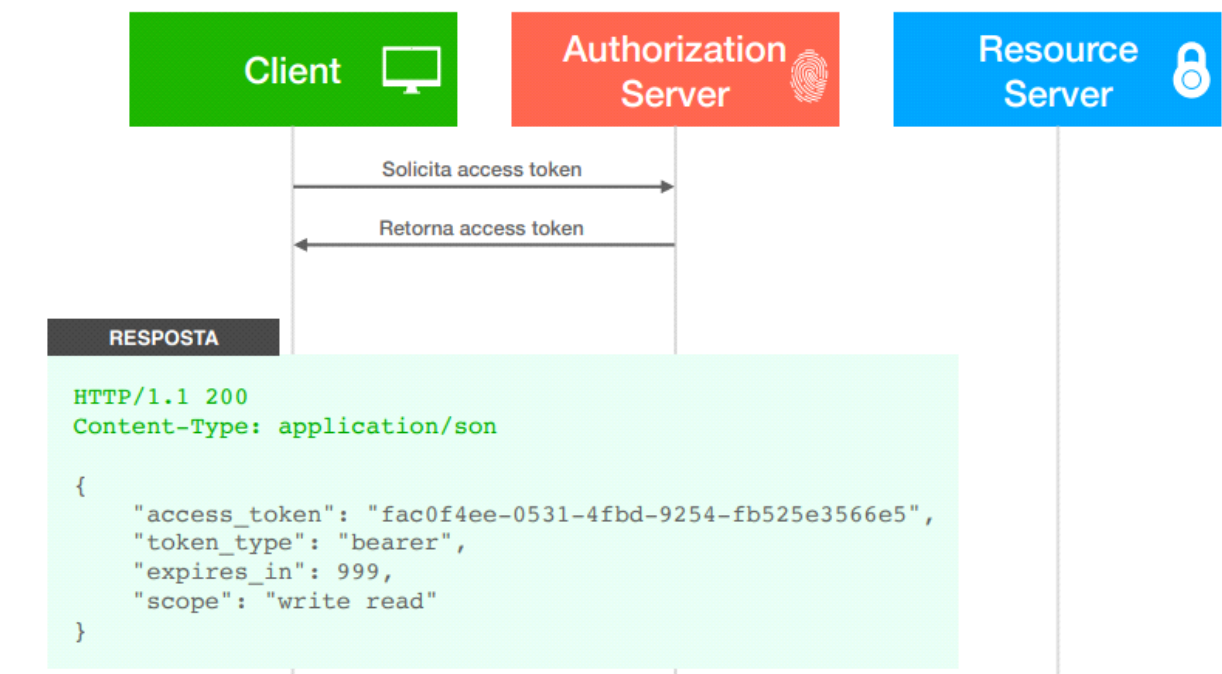 Client
Authorization
Server
Resource
Server
Solicita access token
Retorna access token
RESPOSTA
HTTP/1.1 200
Content-Type: application/son
{
"access_token": "fac0f4ee-0531-4fbd-9254-fb525e3566e5",
"token_type": "bearer",
"expires_in": 999,
"scope": "write read"
}